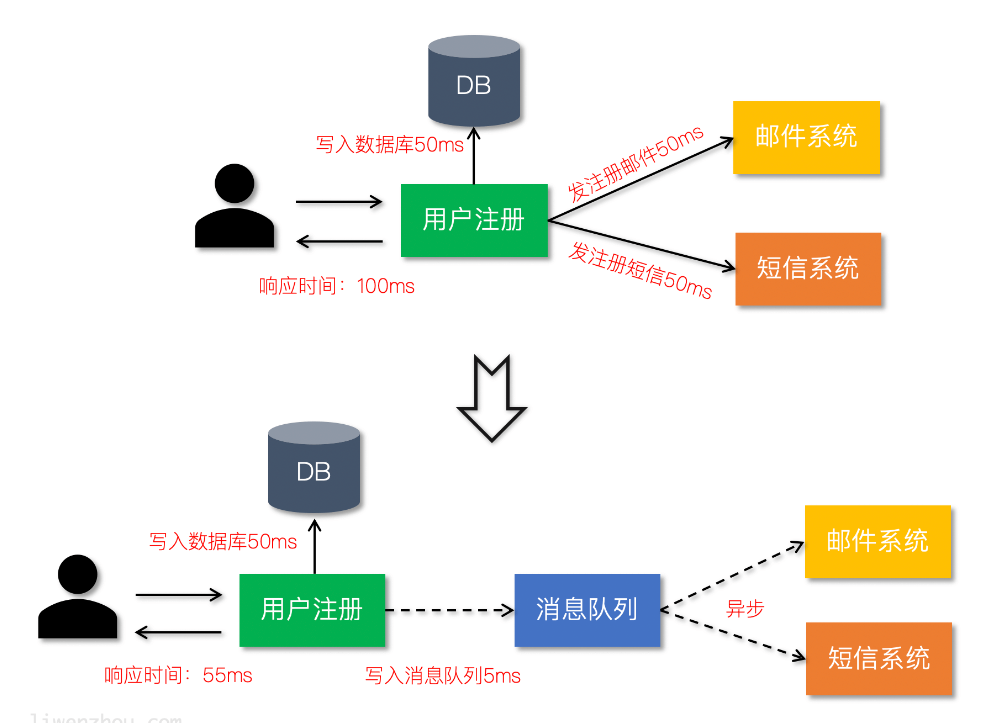 DB
写入数据库50ms
发注册邮件50ms
邮件系统
用户注册
发注册短信50ms
短信系统
响应时间：100ms
DB
写入数据库50ms
邮件系统
用户注册
消息队列
异步
短信系统
响应时间：55ms
写入消息队列5ms
liwenzhou.com